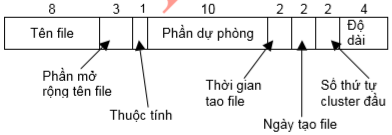 8 3 1 10 2 2 2 4
Tên file
Phần dự phòng
Độ
dài
Phần mở
rộng tên file
Thuộc tính
Thời gian
tao file
Ngày tạo file
Số thứ tự
cluster đầu